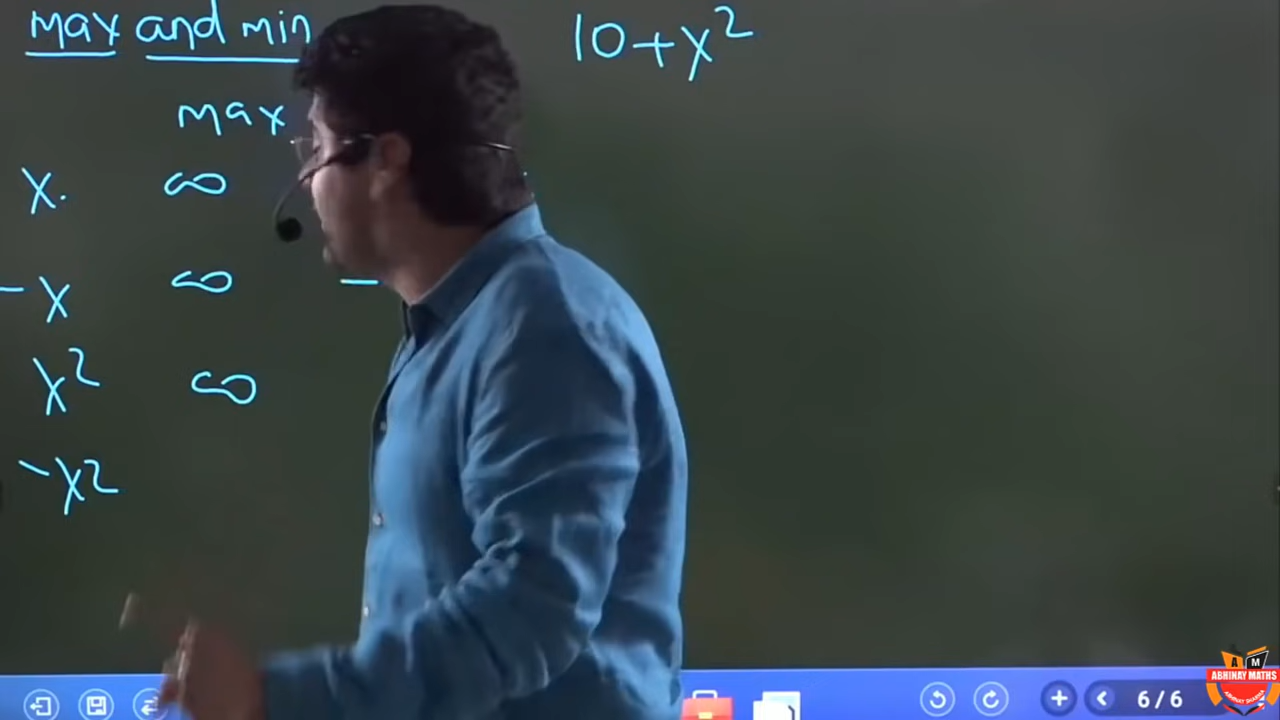 max and min
10+x²
max
x. ∞
-x ∞ -
x² ∞
-x²
6/6
A M
ABHINAY MATHS